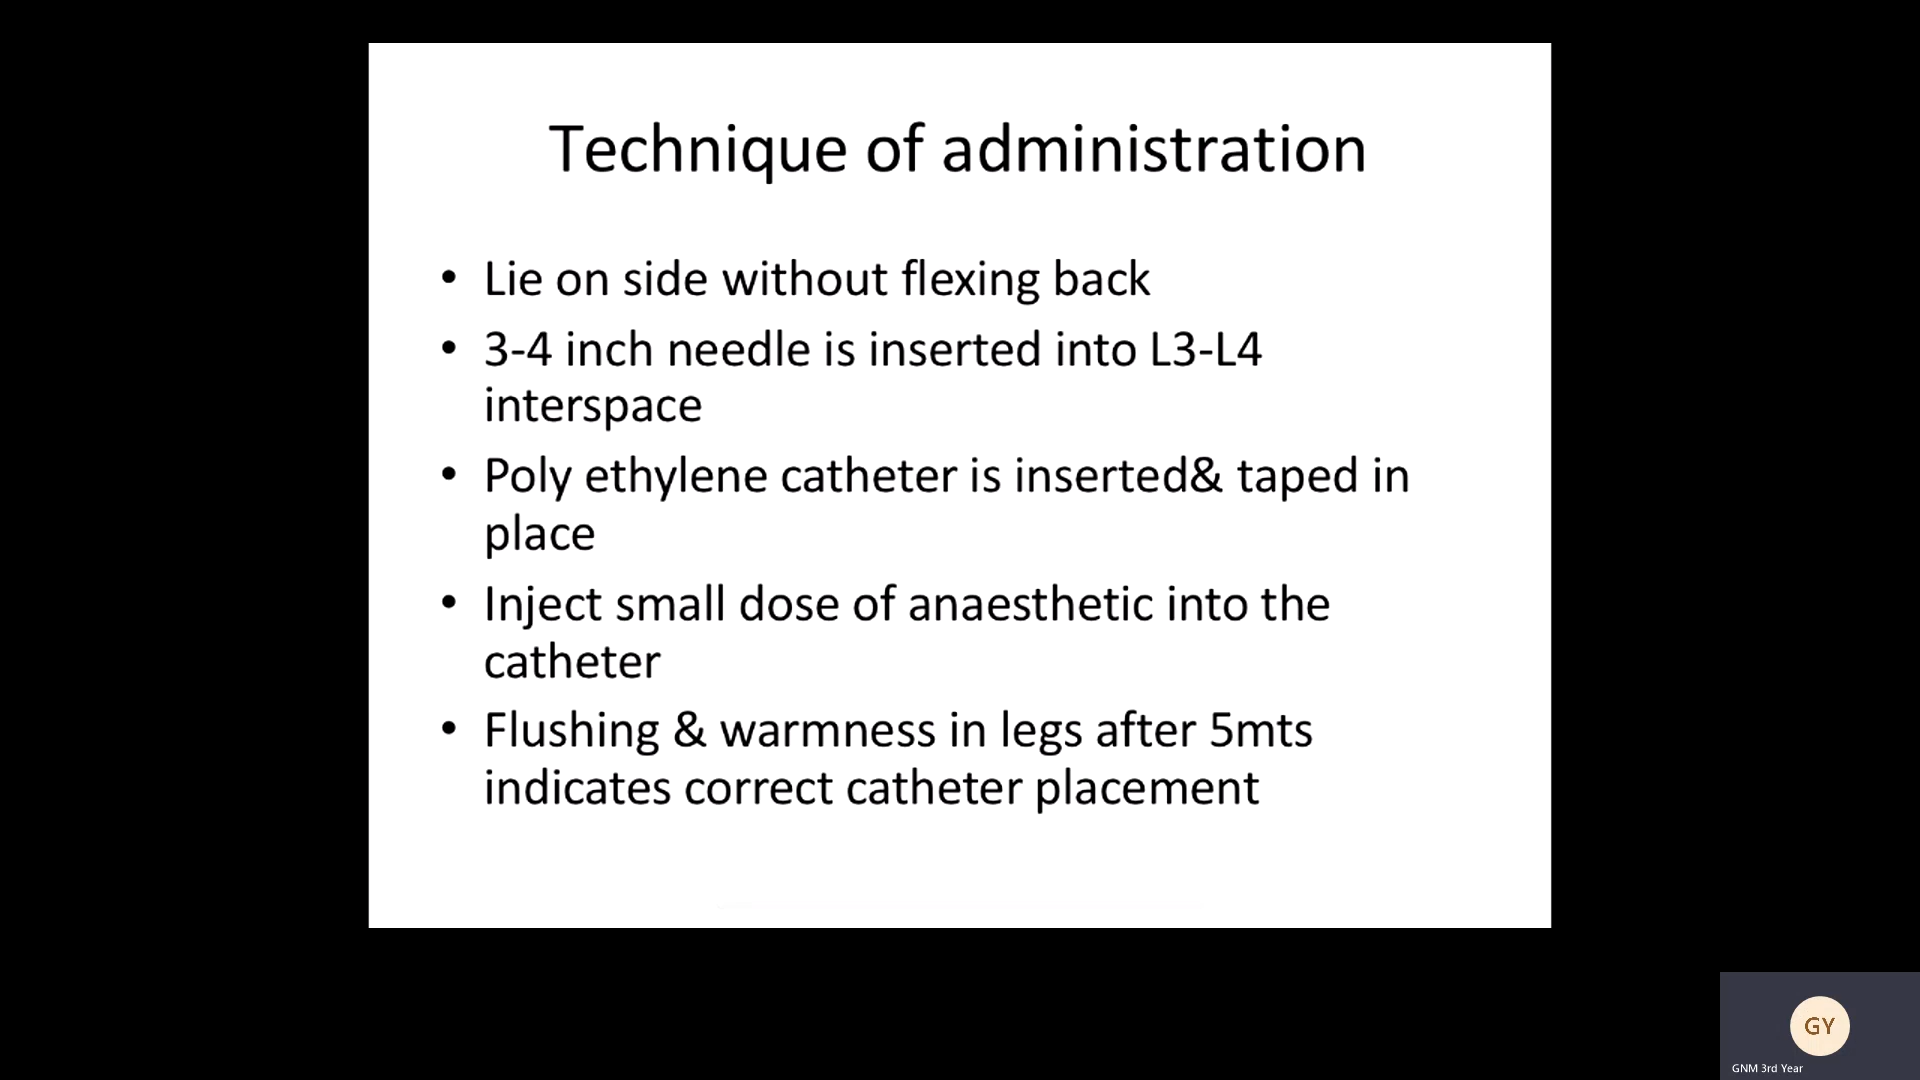 Technique of administration
• Lie on side without flexing back
• 3-4 inch needle is inserted into L3-L4
interspace
• Poly ethylene catheter is inserted& taped in
place
• Inject small dose of anaesthetic into the
catheter
• Flushing & warmness in legs after 5mts
indicates correct catheter placement
GY
GNM 3rd Year